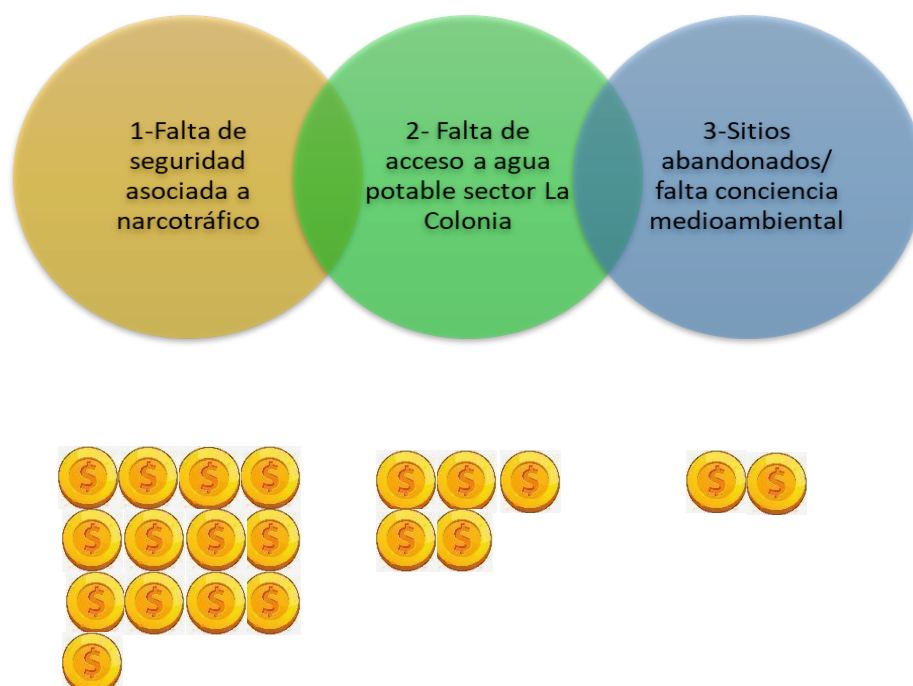 1-Falta de
seguridad
asociada a
narcotráfico
2- Falta de
acceso a agua
potable sector La
Colonia
3-Sitios
abandonados/
falta conciencia
medioambiental
$ $ $ $
$ $ $ $
$ $ $ $
$
$ $ $
$ $
$ $